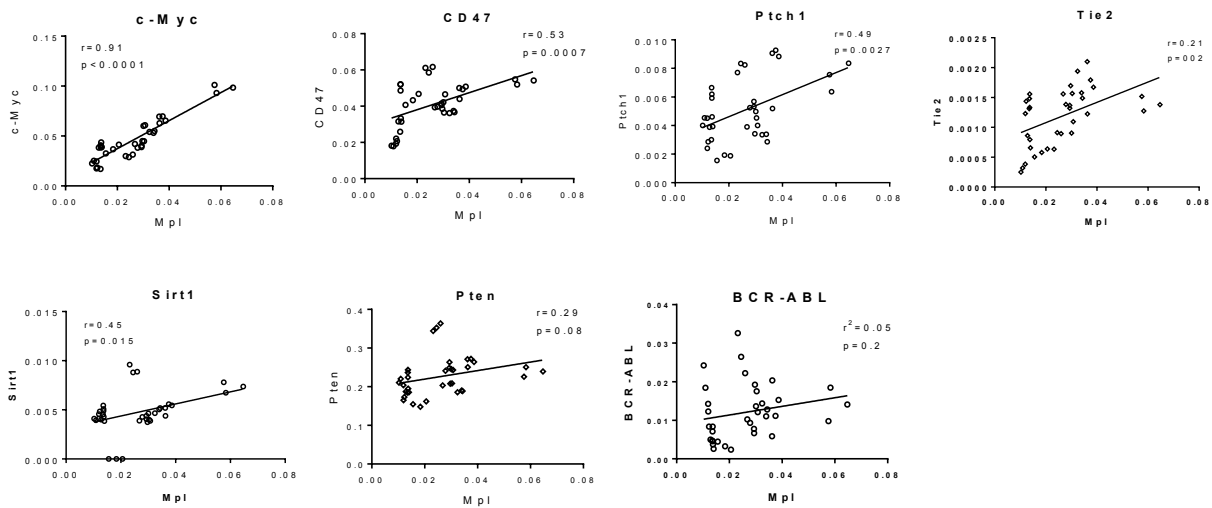 c-Myc
r=0.91
p<0.0001
c-Myc
0.15
0.10
0.05
0.00
0.00 0.02 0.04 0.06 0.08
Mpl
CD47
r=0.53
p=0.0007
CD47
0.08
0.06
0.04
0.02
0.00
0.00 0.02 0.04 0.06 0.08
Mpl
Ptch1
r=0.49
p=0.0027
Ptch1
0.010
0.008
0.006
0.004
0.002
0.000
0.00 0.02 0.04 0.06 0.08
Mpl
Tie2
r=0.21
p=002
Tie2
0.0025
0.0020
0.0015
0.0010
0.0005
0.0000
0.00 0.02 0.04 0.06 0.08
Mpl
Sirt1
r=0.45
p=0.015
Sirt1
0.015
0.010
0.005
0.000
0.00 0.02 0.04 0.06 0.08
Mpl
Pten
r=0.29
p=0.08
Pten
0.4
0.3
0.2
0.1
0.0
0.00 0.02 0.04 0.06 0.08
Mpl
BCR-ABL
r²=0.05
p=0.2
BCR-ABL
0.04
0.03
0.02
0.01
0.00
0.00 0.02 0.04 0.06 0.08
Mpl